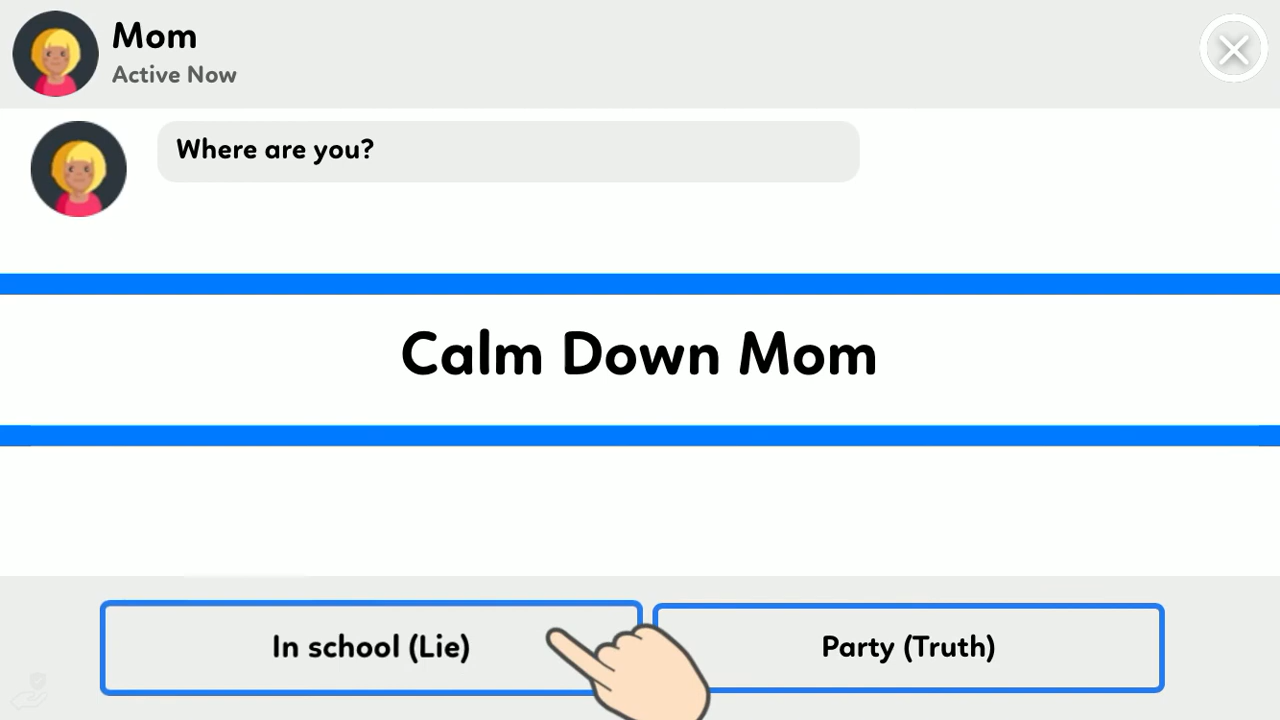 Mom
Active Now
Where are you?
Calm Down Mom
In school (Lie)
Party (Truth)